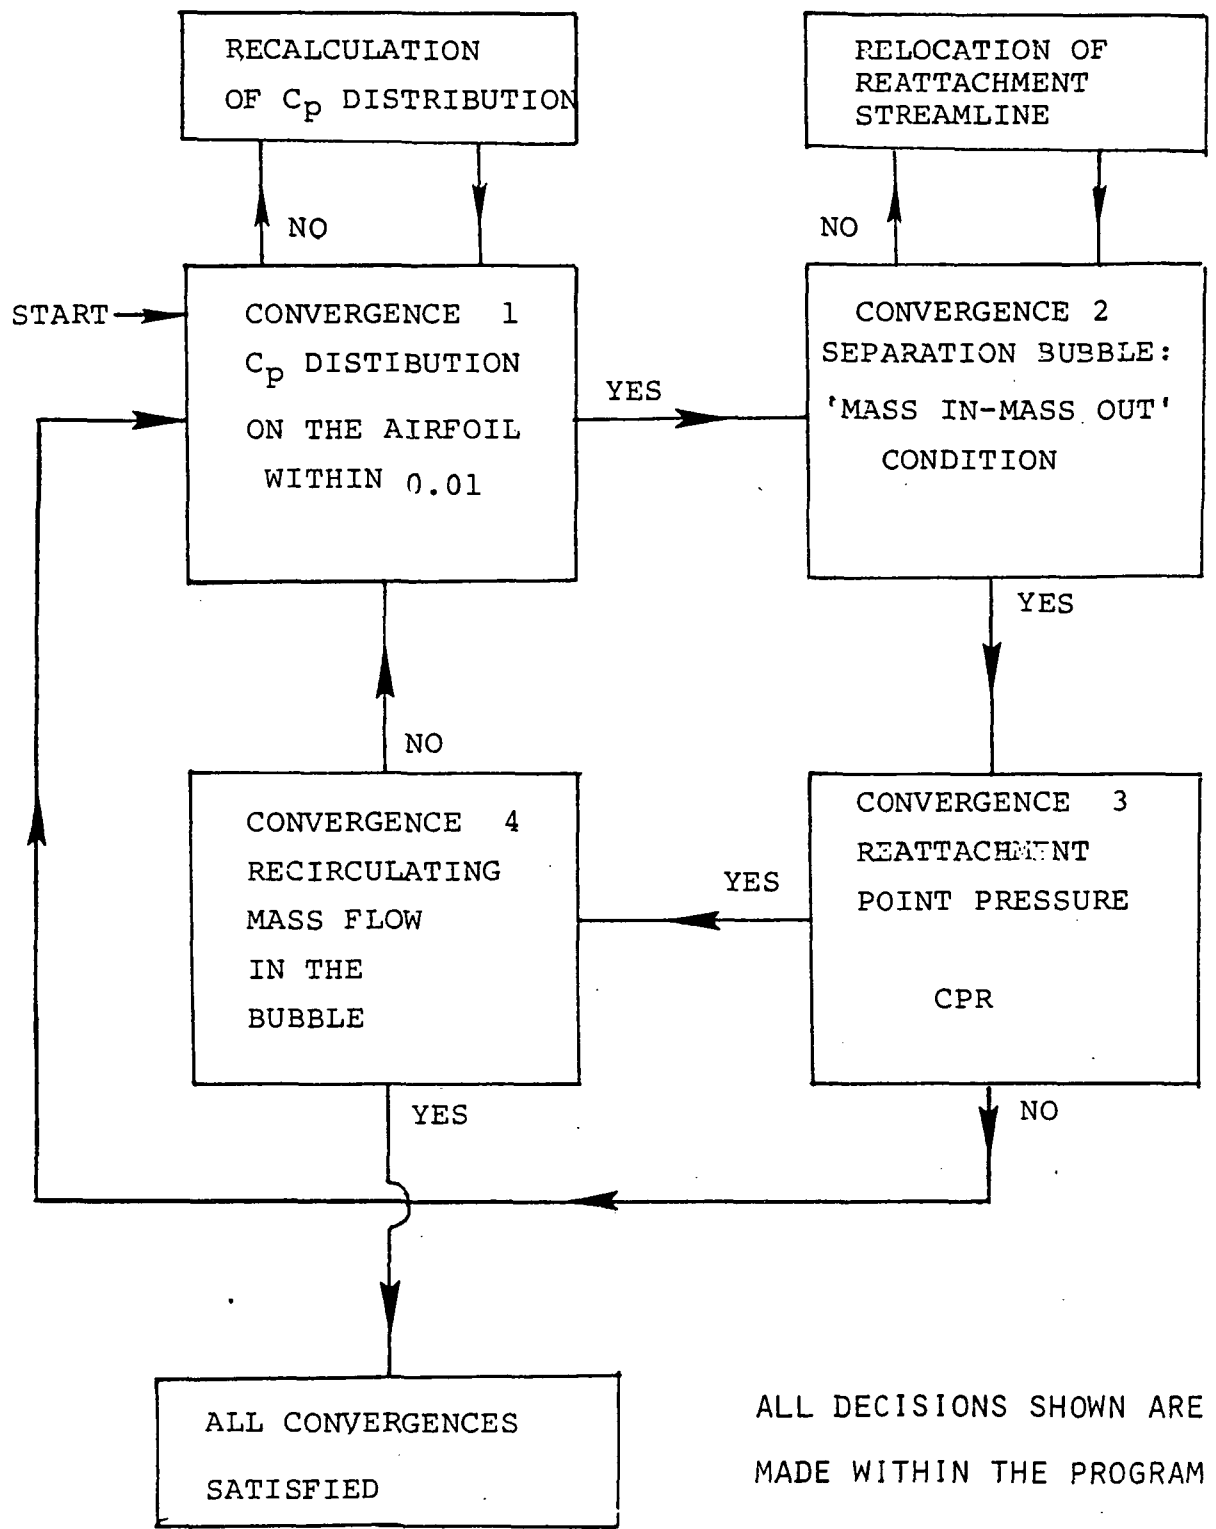 RECALCULATION
OF Cp DISTRIBUTION
RELOCATION OF
REATTACHMENT
STREAMLINE
NO
NO
START
CONVERGENCE 1
Cp DISTIBUTION
ON THE AIRFOIL
WITHIN 0.01
YES
CONVERGENCE 2
SEPARATION BUBBLE:
'MASS IN-MASS OUT'
CONDITION
YES
NO
CONVERGENCE 4
RECIRCULATING
MASS FLOW
IN THE
BUBBLE
YES
CONVERGENCE 3
REATTACHMENT
POINT PRESSURE
CPR
YES
NO
ALL CONVERGENCES
SATISFIED
ALL DECISIONS SHOWN ARE
MADE WITHIN THE PROGRAM